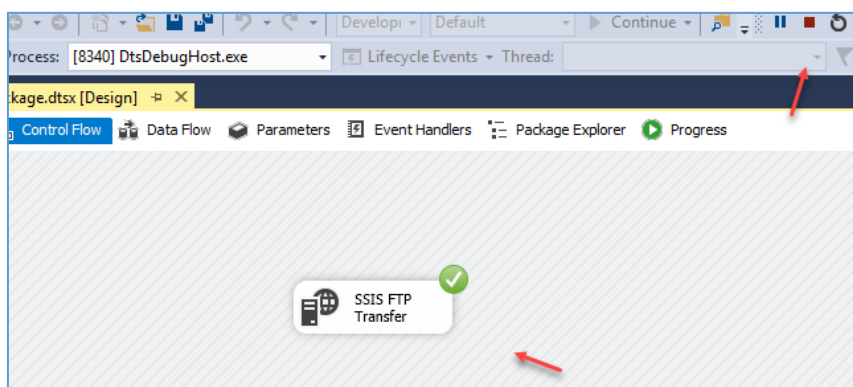 Developi Default Continue
Process: [8340] DtsDebugHost.exe Lifecycle Events Thread:
kage.dtsx [Design]
Control Flow Data Flow Parameters Event Handlers Package Explorer Progress
SSIS FTP
Transfer